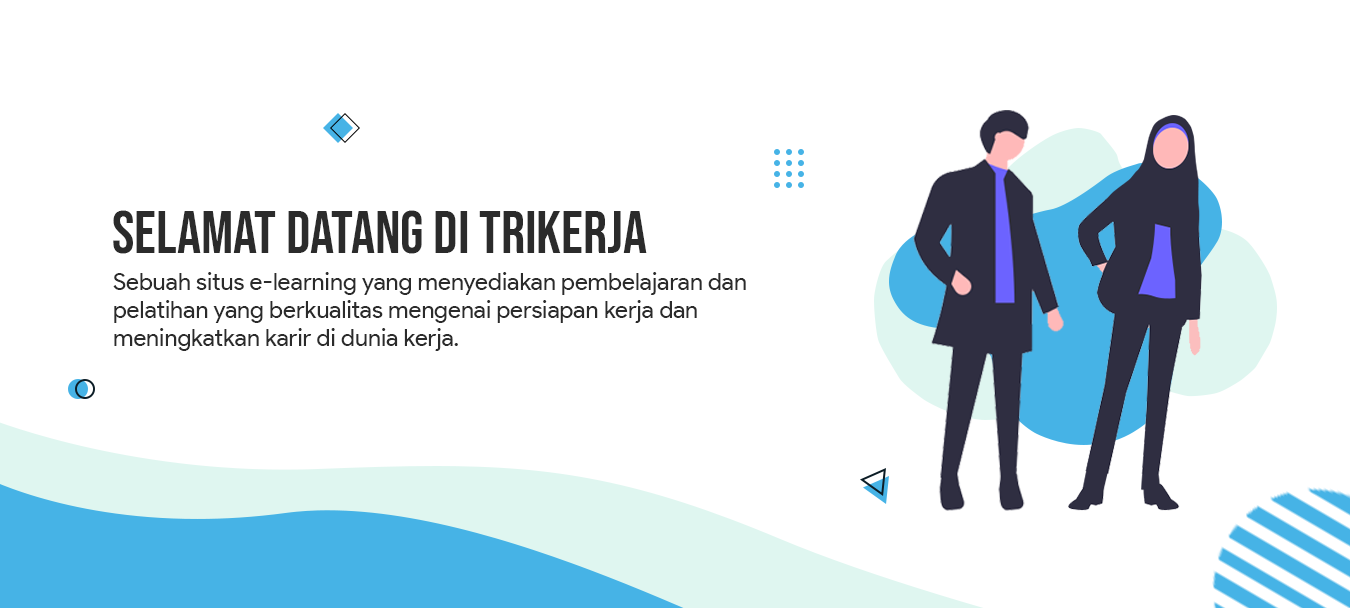 SELAMAT DATANG DI TRIKERJA
Sebuah situs e-learning yang menyediakan pembelajaran dan
pelatihan yang berkualitas mengenai persiapan kerja dan
meningkatkan karir di dunia kerja.